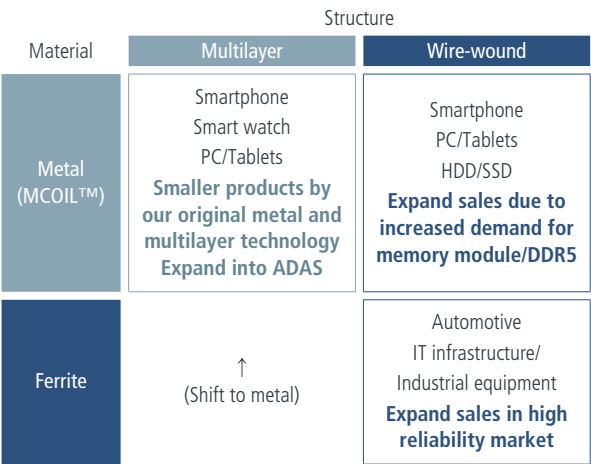 Structure
Material
Multilayer
Wire-wound
Metal
(MCOIL™)
Smartphone
Smart watch
PC/Tablets
Smaller products by
our original metal and
multilayer technology
Expand into ADAS
Smartphone
PC/Tablets
HDD/SSD
Expand sales due to
increased demand for
memory module/DDR5
Ferrite
↑
(Shift to metal)
Automotive
IT infrastructure/
Industrial equipment
Expand sales in high
reliability market